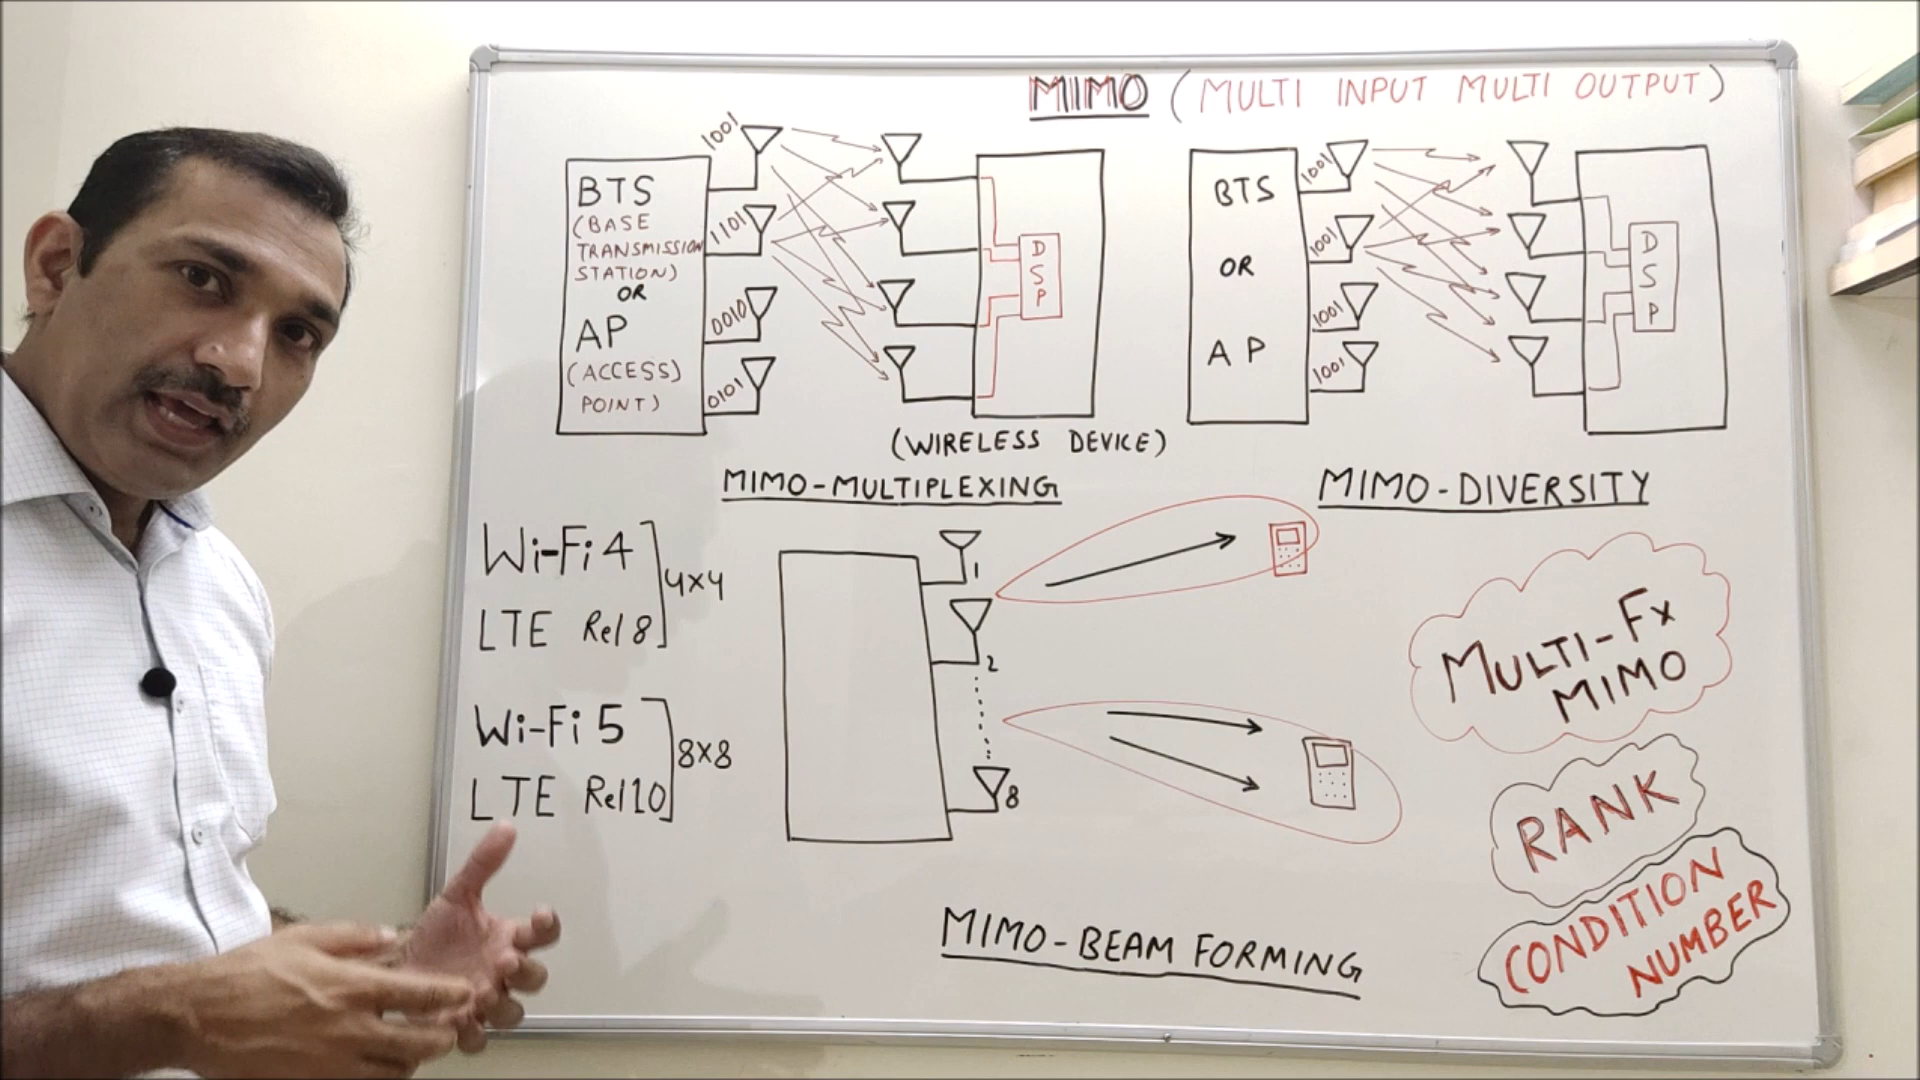 MIMO (MULTI INPUT MULTI OUTPUT)
1001
1101
0010
0101
BTS
(BASE
TRANSMISSION
STATION)
OR
AP
(ACCESS)
POINT)
D
S
P
(WIRELESS DEVICE)
MIMO-MULTIPLEXING
BTS
OR
AP
1001
1001
1001
1001
D
S
P
MIMO-DIVERSITY
Wi-Fi 4
LTE Rel 8
4x4
Wi-Fi 5
LTE Rel 10
8x8
1
2
8
MIMO-BEAM FORMING
MULTI-Fx
MIMO
RANK
CONDITION
NUMBER